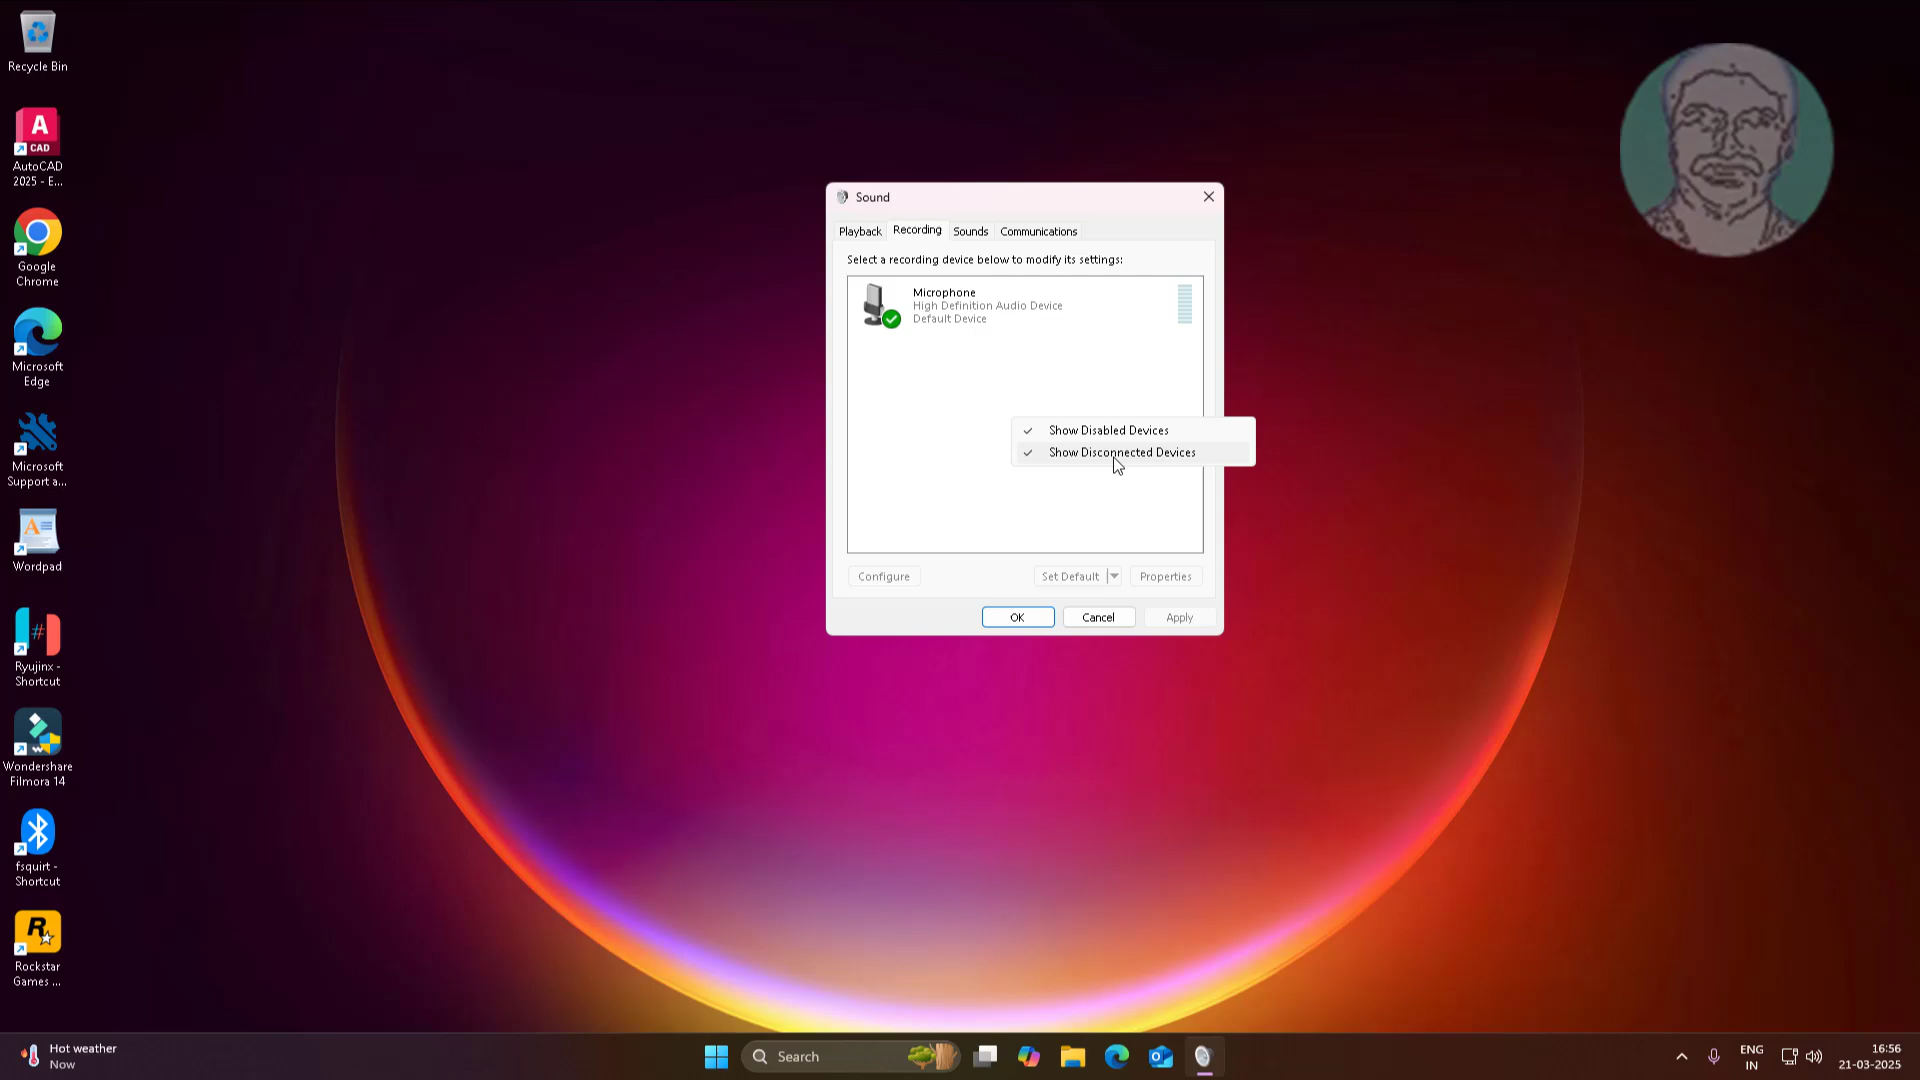 Recycle Bin
A
CAD
AutoCAD
2025 - E...
Google
Chrome
Microsoft
Edge
Microsoft
Support a...
Wordpad
Ryujinx -
Shortcut
Wondershare
Filmora 14
fsquirt -
Shortcut
Rockstar
Games ...
Sound
Playback Recording Sounds Communications
Select a recording device below to modify its settings:
Microphone
High Definition Audio Device
Default Device
Show Disabled Devices
Show Disconnected Devices
Configure Set Default Properties
OK Cancel Apply
Hot weather
Now
Search
ENG
IN
16:56
21-03-2025